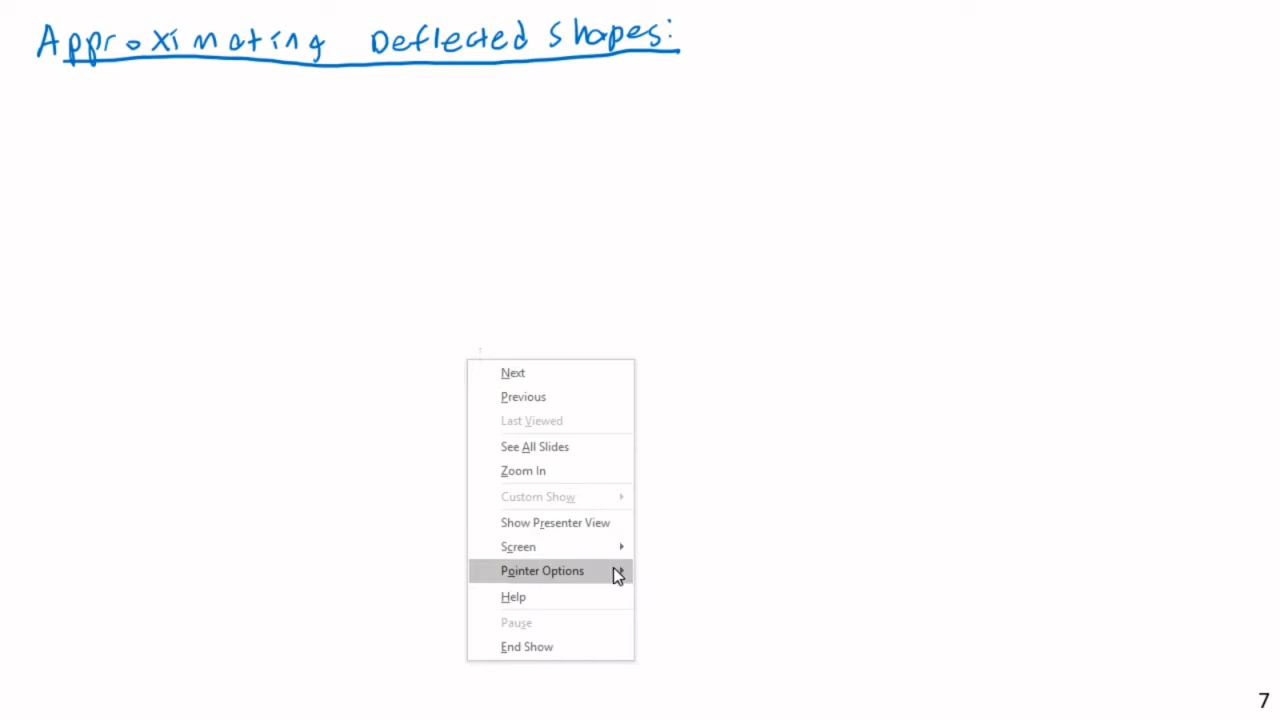 Approximating Deflected Shapes:
Next
Previous
Last Viewed
See All Slides
Zoom In
Custom Show
Show Presenter View
Screen
Pointer Options
Help
Pause
End Show
7